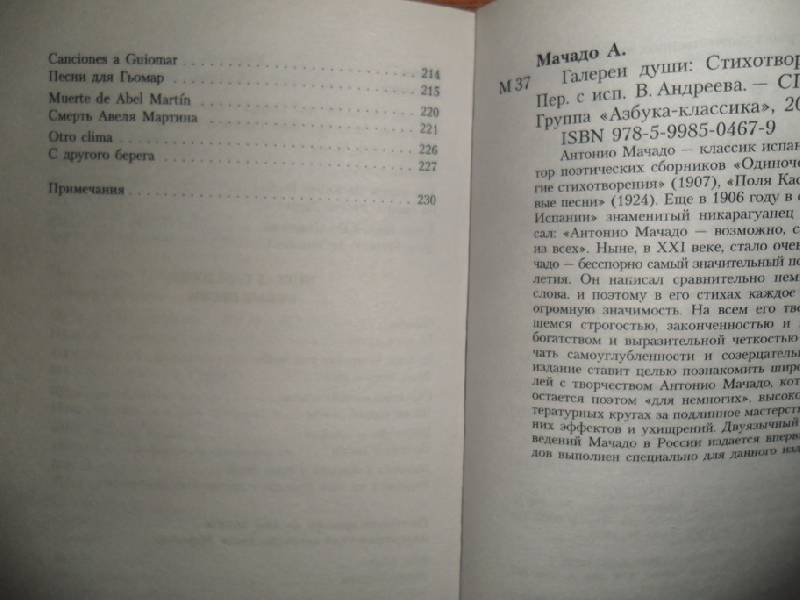 Canciones a Guiomar . . . . . . . . . . . . . . . . . . . . . 214
Песни для Гьомар . . . . . . . . . . . . . . . . . . . . . 215
Muerte de Abel Martín . . . . . . . . . . . . . . . . . . . . . 220
Смерть Авеля Мартина . . . . . . . . . . . . . . . . . . . . . 221
Otro clima . . . . . . . . . . . . . . . . . . . . . 226
С другого берега . . . . . . . . . . . . . . . . . . . . . 227
Примечания . . . . . . . . . . . . . . . . . . . . . 230
Мачадо А.
М 37 Галереи души: Стихотвор
Пер. с исп. В. Андреева. — СП
Группа «Азбука-классика», 20
ISBN 978-5-9985-0467-9
Антонио Мачадо — классик испан
тор поэтических сборников «Одиноче
гие стихотворения» (1907), «Поля Кас
вые песни» (1924). Еще в 1906 году в
Испании» знаменитый никарагуанец
сал: «Антонио Мачадо — возможно, с
из всех». Ныне, в XXI веке, стало очен
чадо — бесспорно самый значительный по
летия. Он написал сравнительно нем
слова, и поэтому в его стихах каждое
огромную значимость. На всем его тво
шемся строгостью, законченностью и
богатством и выразительной четкостью
чать самоуглубленности и созерцатель
издание ставит целью познакомить широ
лей с творчеством Антонио Мачадо, кот
остается поэтом «для немногих», высоко
тературных кругах за подлинное мастерст
них эффектов и ухищрений. Двуязычный
ведений Мачадо в России издается вперв
дов выполнен специально для данного изд